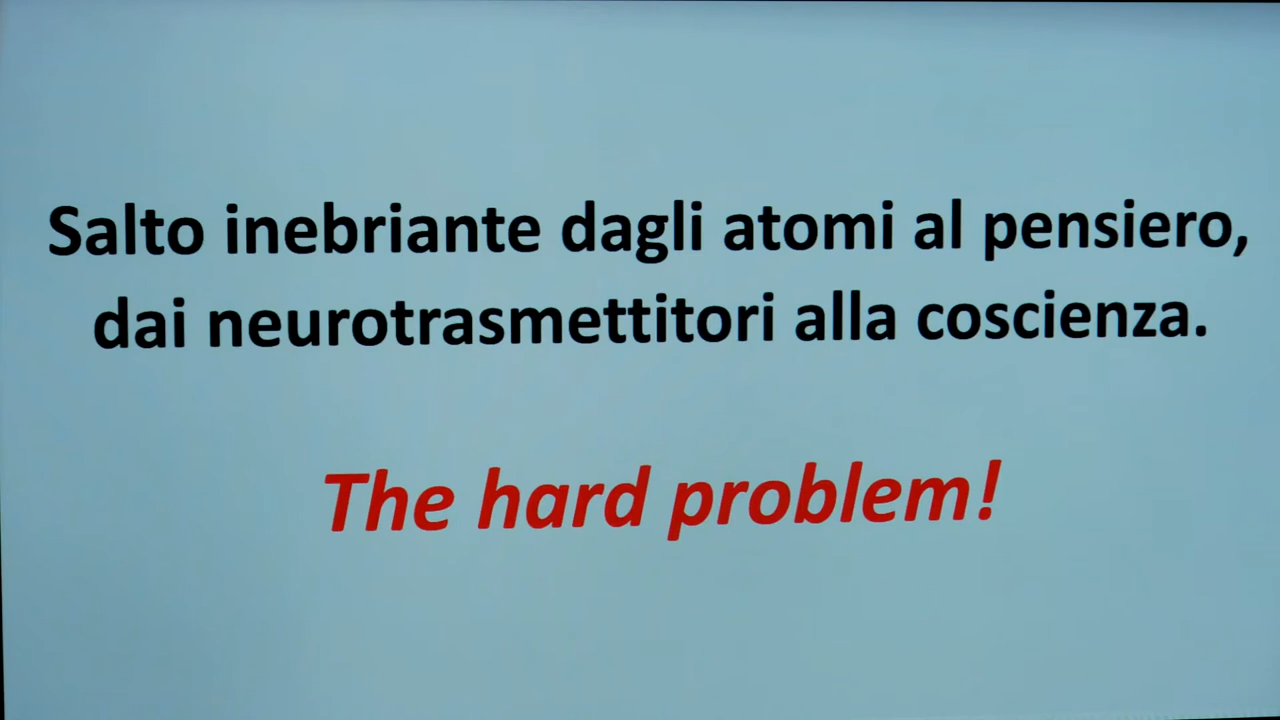 Salto inebriante dagli atomi al pensiero,
dai neurotrasmettitori alla coscienza.
The hard problem!